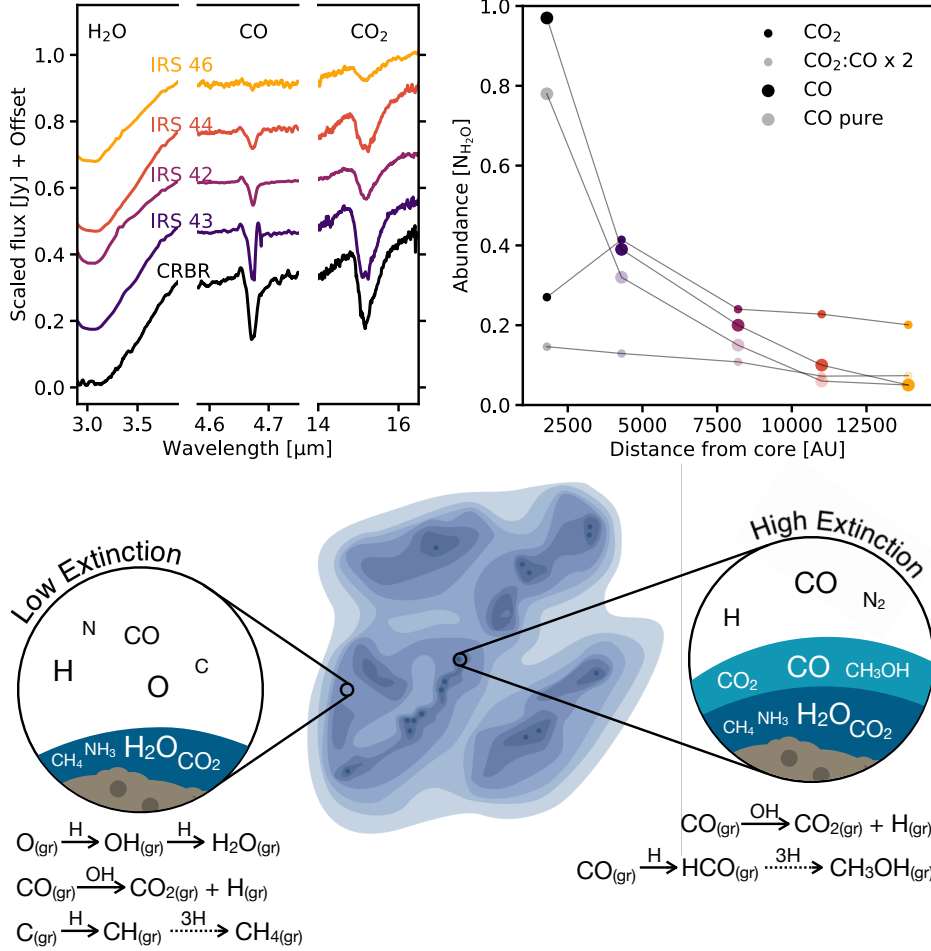 H₂O CO CO₂
IRS 46
IRS 44
IRS 42
IRS 43
CRBR
Scaled flux [Jy] + Offset
1.0
0.8
0.6
0.4
0.2
0.0
3.0 3.5 4.6 4.7 14 16
Wavelength [μm]
CO₂
CO₂:CO x 2
CO
CO pure
Abundance [N_H₂O]
1.0
0.8
0.6
0.4
0.2
0.0
2500 5000 7500 10000 12500
Distance from core [AU]
Low Extinction
N CO
H C
O
CH₄ NH₃ H₂O CO₂
High Extinction
CO
H N₂
CO₂ CO CH₃OH
CH₄ NH₃ H₂O CO₂
O(gr) H→ OH(gr) H→ H₂O(gr)
CO(gr) OH→ CO₂(gr) + H(gr)
C(gr) H→ CH(gr) 3H⇢ CH₄(gr)
CO(gr) OH→ CO₂(gr) + H(gr)
CO(gr) H→ HCO(gr) 3H⇢ CH₃OH(gr)